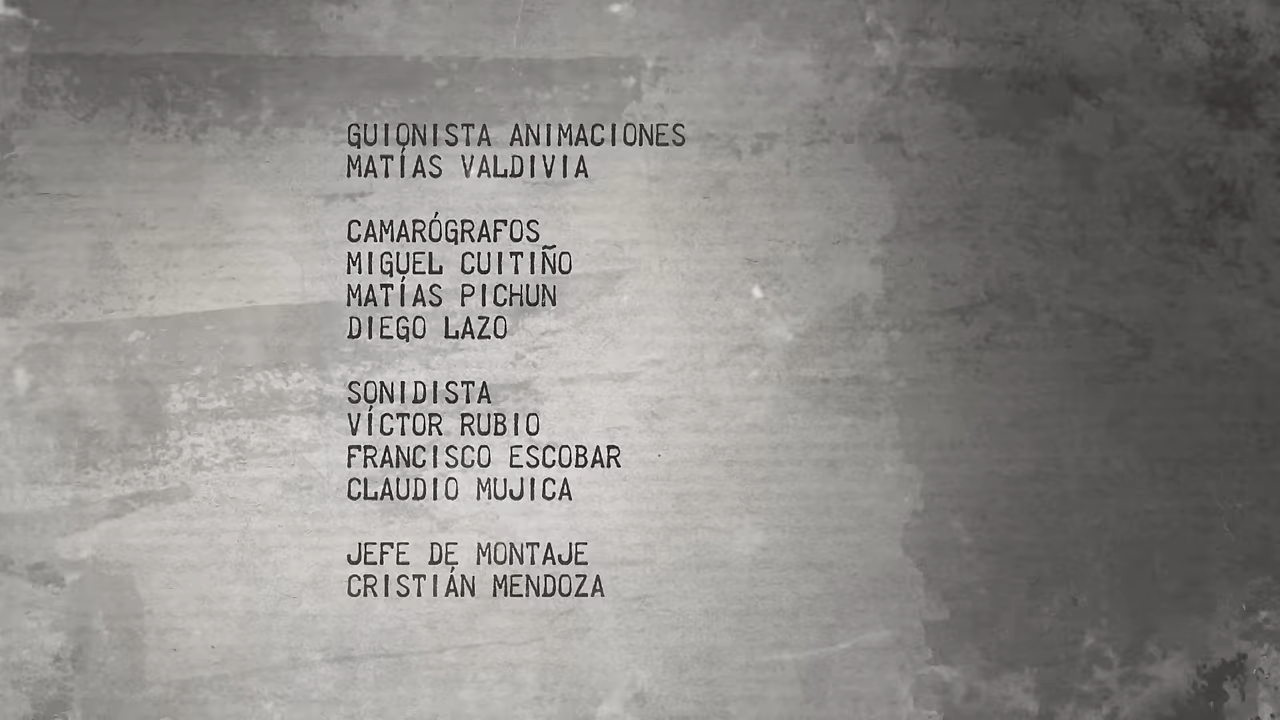 GUIONISTA ANIMACIONES
MATÍAS VALDIVIA
CAMARÓGRAFOS
MIGUEL CUITIÑO
MATÍAS PICHUN
DIEGO LAZO
SONIDISTA
VÍCTOR RUBIO
FRANCISCO ESCOBAR
CLAUDIO MUJICA
JEFE DE MONTAJE
CRISTIÁN MENDOZA